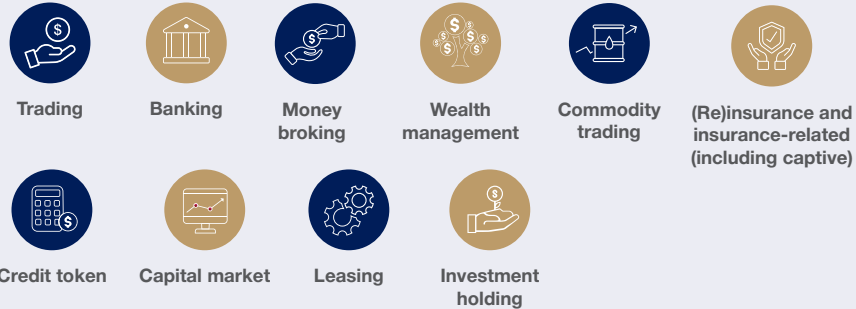 Trading
Banking
Money
broking
Wealth
management
Commodity
trading
(Re)insurance and
insurance-related
(including captive)
Credit token
Capital market
Leasing
Investment
holding